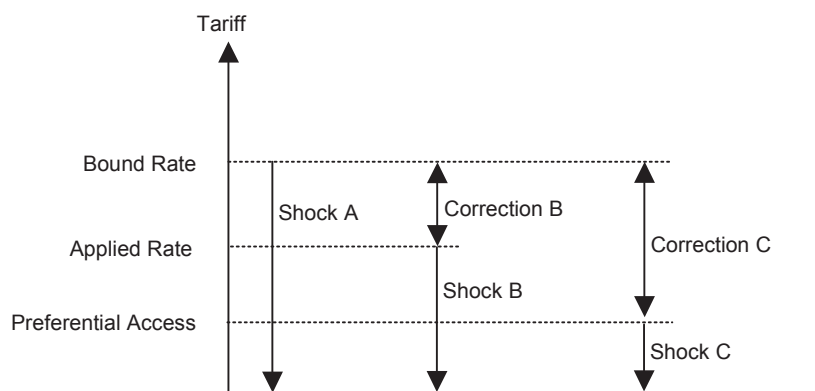 Tariff
Bound Rate
Shock A
Correction B
Applied Rate
Correction C
Shock B
Preferential Access
Shock C